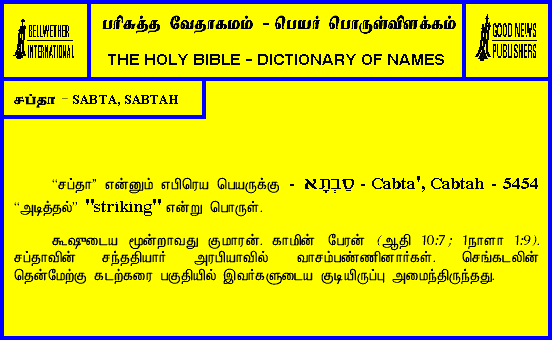 BELLWETHER
INTERNATIONAL
பரிசுத்த வேதாகமம் - பெயர் பொருள்விளக்கம்
THE HOLY BIBLE - DICTIONARY OF NAMES
GOOD NEWS
PUBLISHERS
சப்தா - SABTA, SABTAH
“சப்தா” என்னும் எபிரெய பெயருக்கு - סַבְתָּא - Cabta', Cabtah - 5454
“அடித்தல்” "striking" என்று பொருள்.
கூஷுடைய மூன்றாவது குமாரன். காமின் பேரன் (ஆதி 10:7; 1நாளா 1:9).
சப்தாவின் சந்ததியார் அரபியாவில் வாசம்பண்ணினார்கள். செங்கடலின்
தென்மேற்கு கடற்கரை பகுதியில் இவர்களுடைய குடியிருப்பு அமைந்திருந்தது.